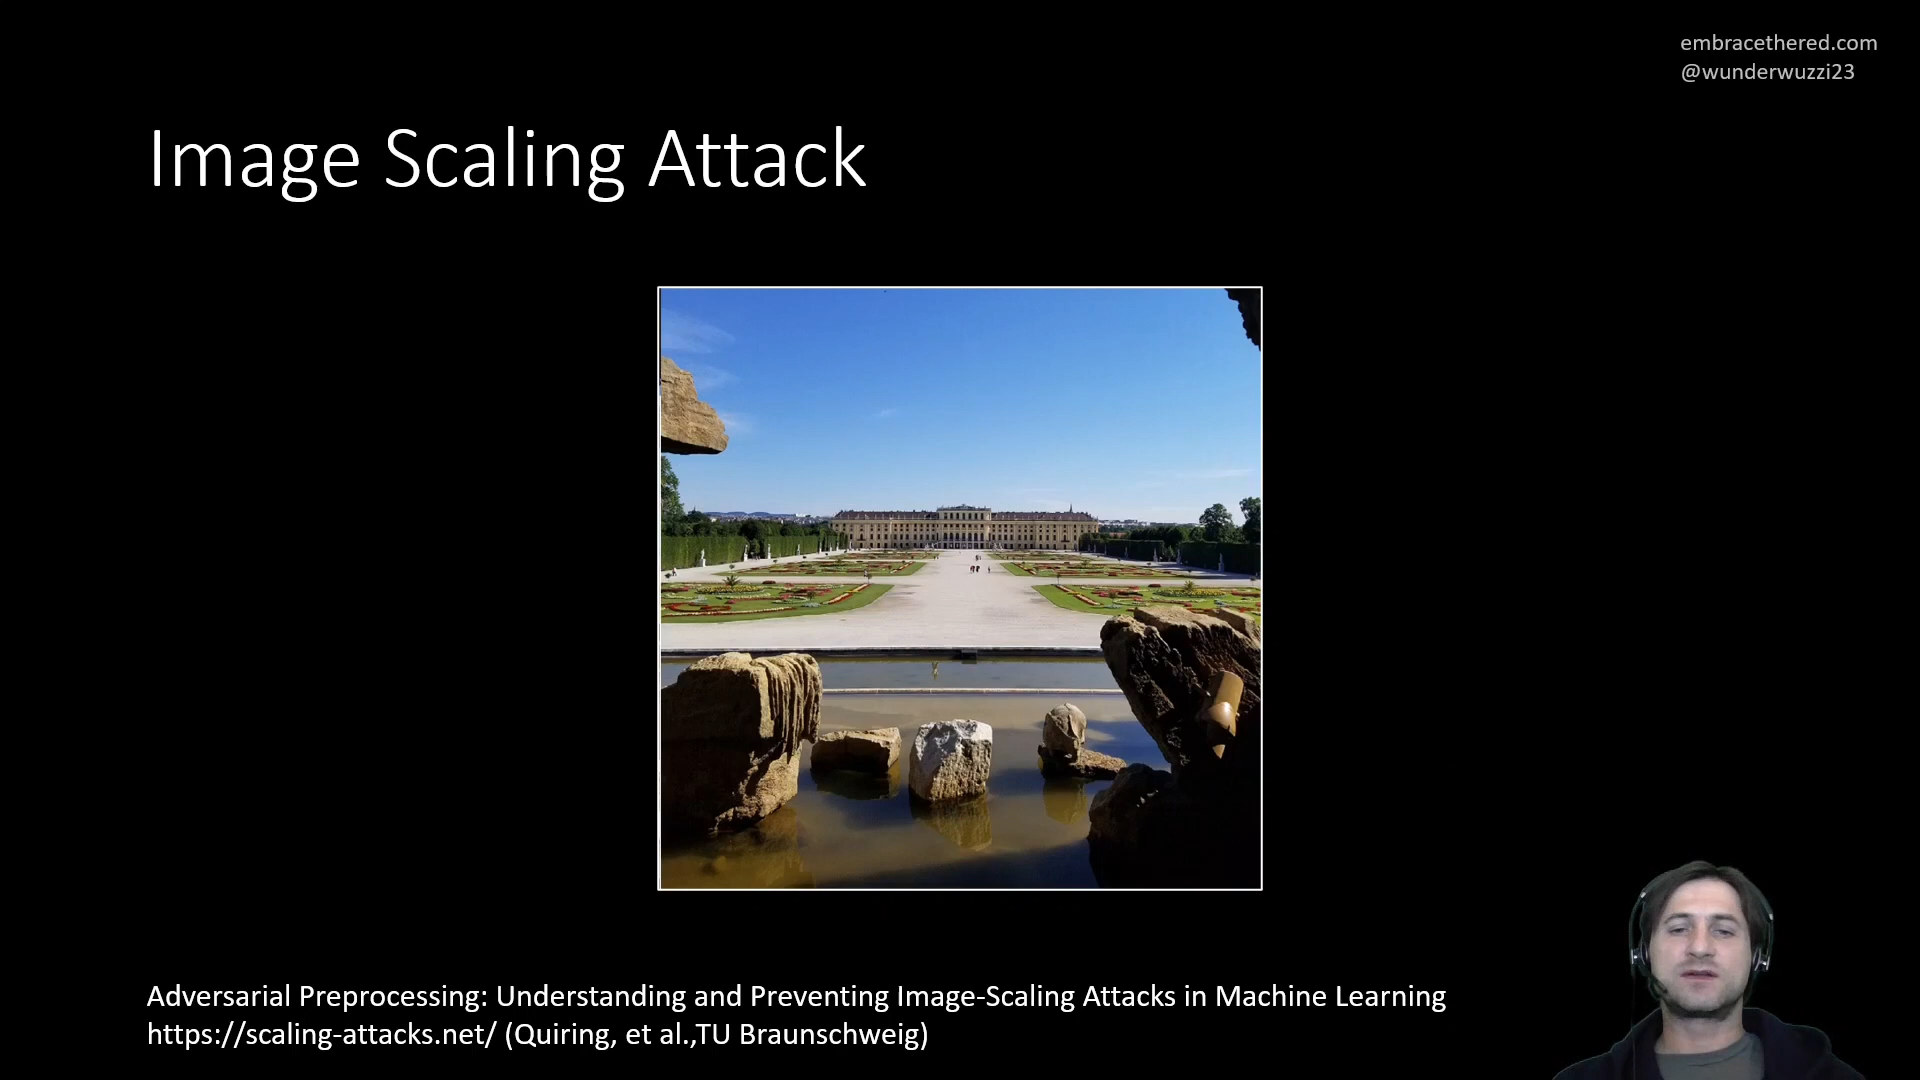 embracethered.com
@wunderwuzzi23
Image Scaling Attack
Adversarial Preprocessing: Understanding and Preventing Image-Scaling Attacks in Machine Learning
https://scaling-attacks.net/ (Quiring, et al.,TU Braunschweig)